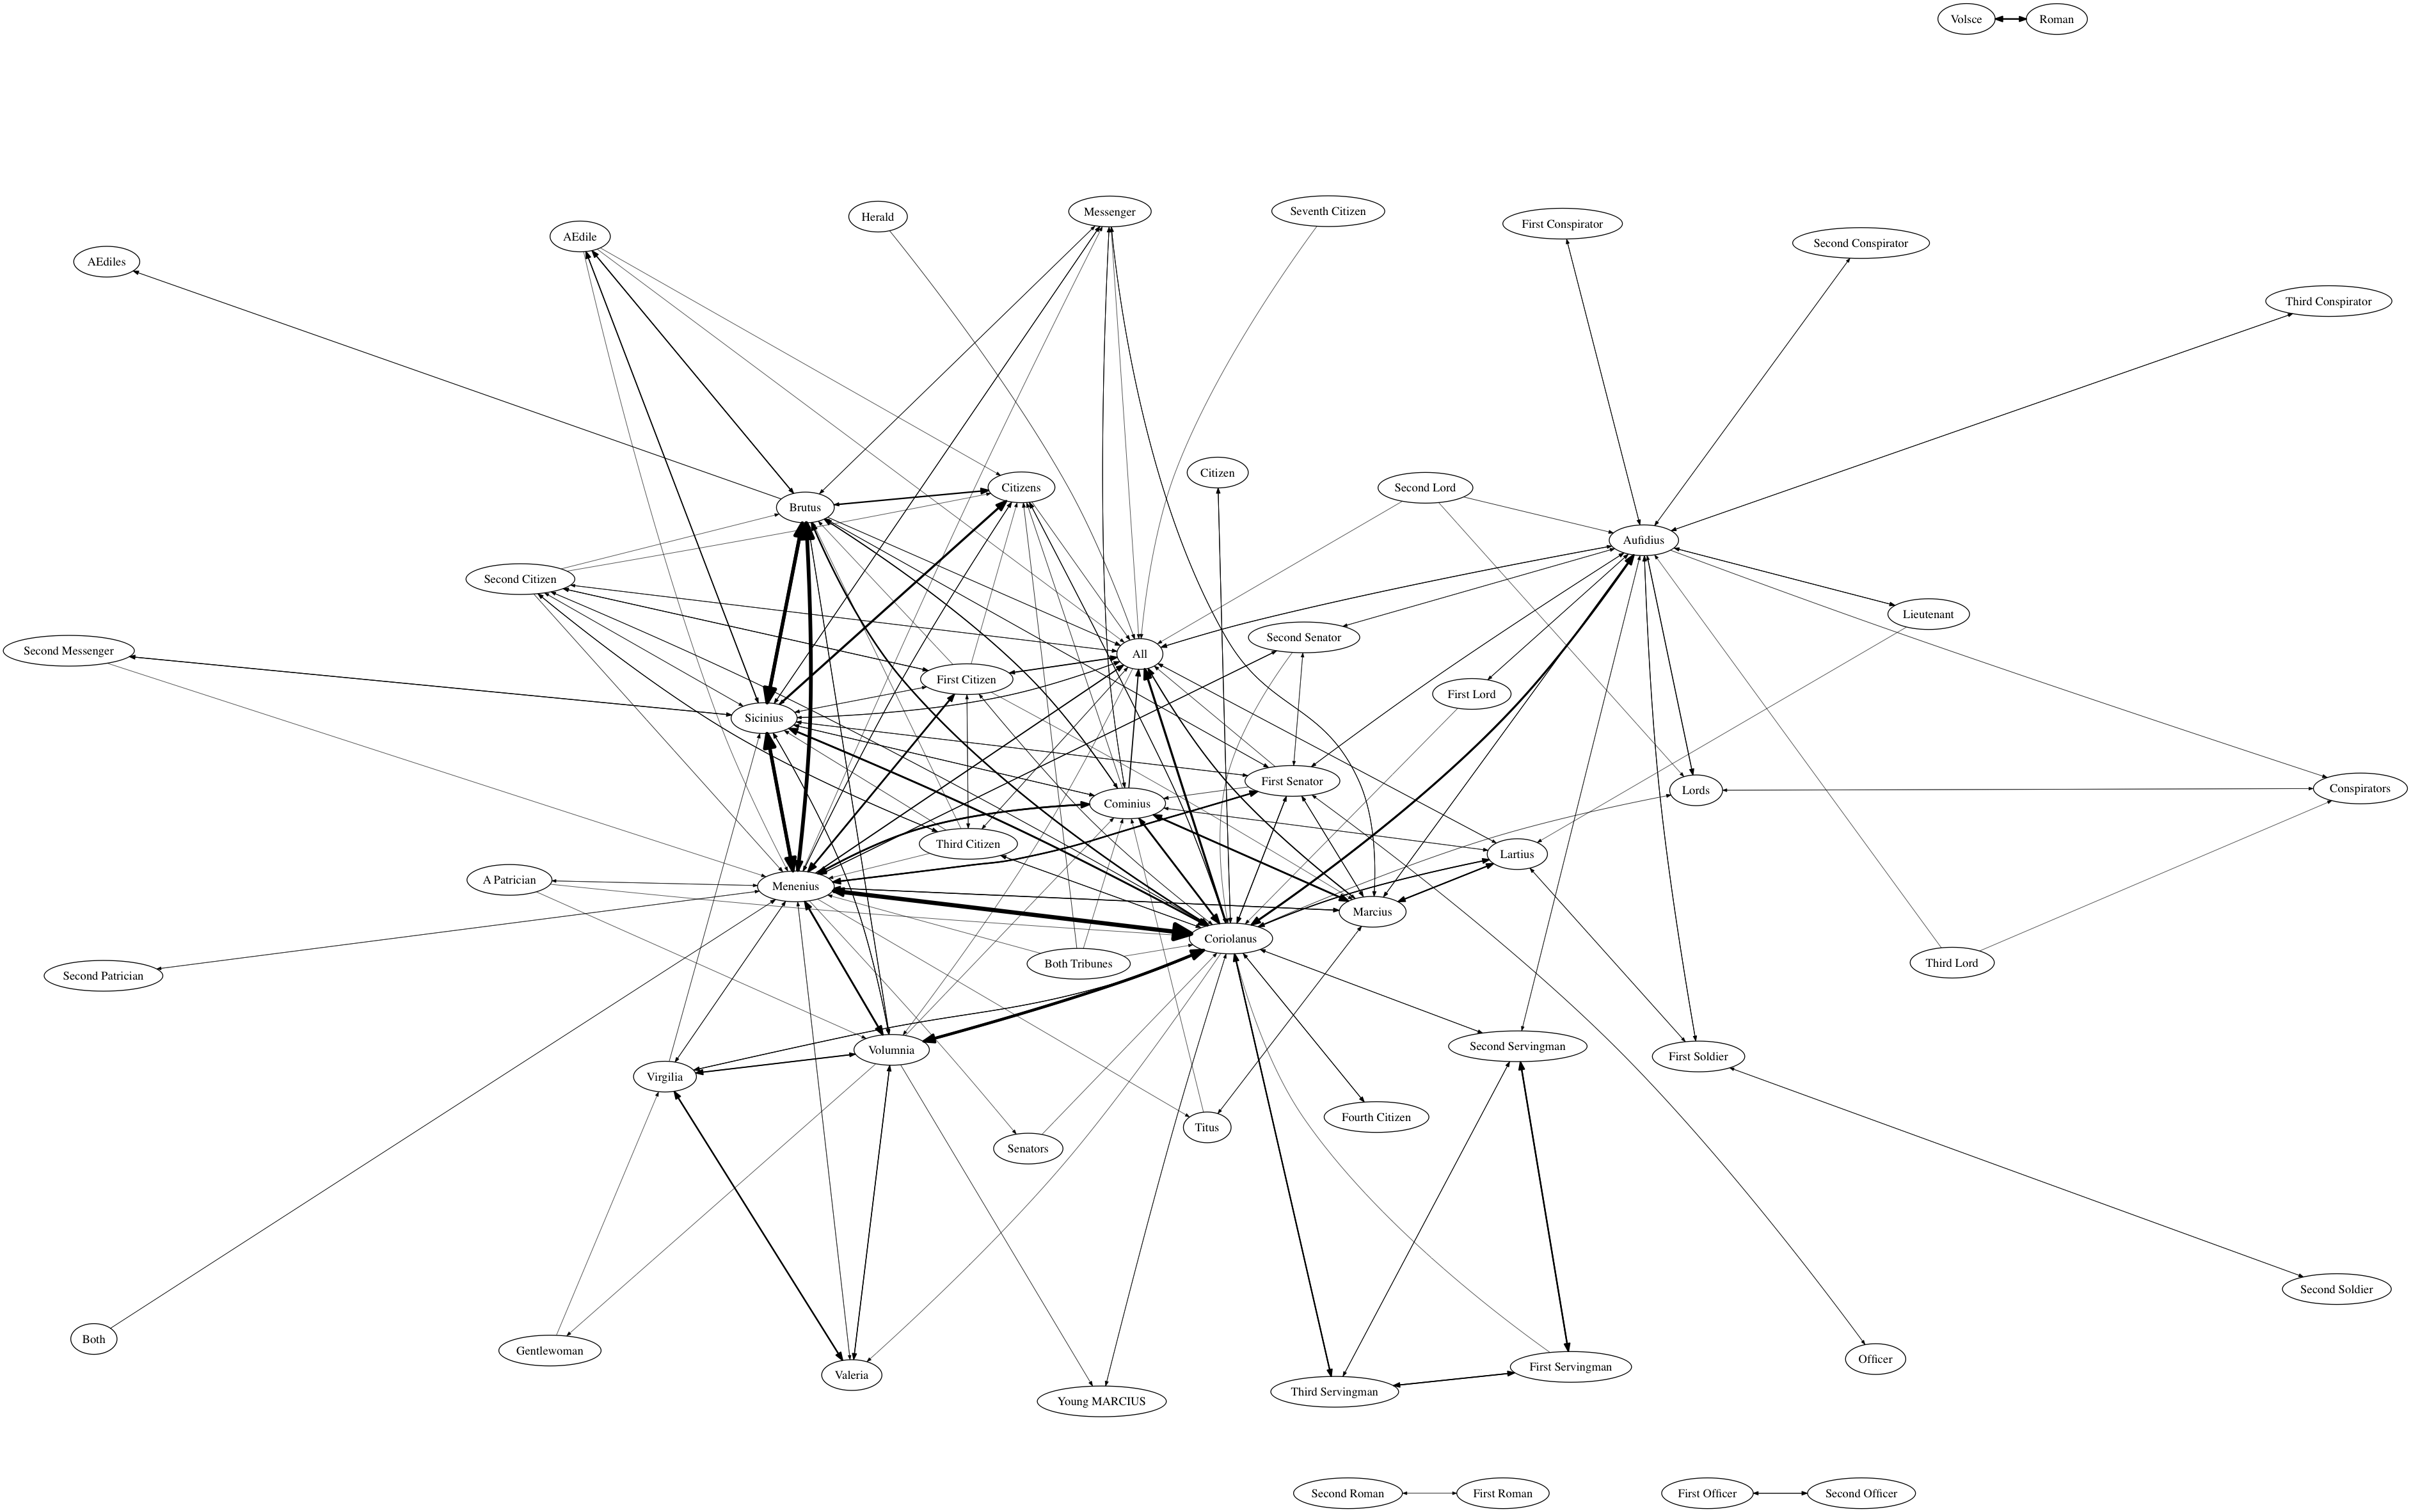 Volsce
Roman
Herald
Messenger
Seventh Citizen
First Conspirator
AEdile
Second Conspirator
AEdiles
Third Conspirator
Citizen
Citizens
Second Lord
Brutus
Aufidius
Second Citizen
Lieutenant
Second Senator
Second Messenger
All
First Citizen
First Lord
Sicinius
First Senator
Conspirators
Lords
Cominius
Third Citizen
Lartius
A Patrician
Menenius
Marcius
Coriolanus
Both Tribunes
Third Lord
Second Patrician
Second Servingman
Volumnia
First Soldier
Virgilia
Fourth Citizen
Titus
Senators
Second Soldier
Both
Gentlewoman
Officer
First Servingman
Valeria
Third Servingman
Young MARCIUS
Second Roman
First Roman
First Officer
Second Officer